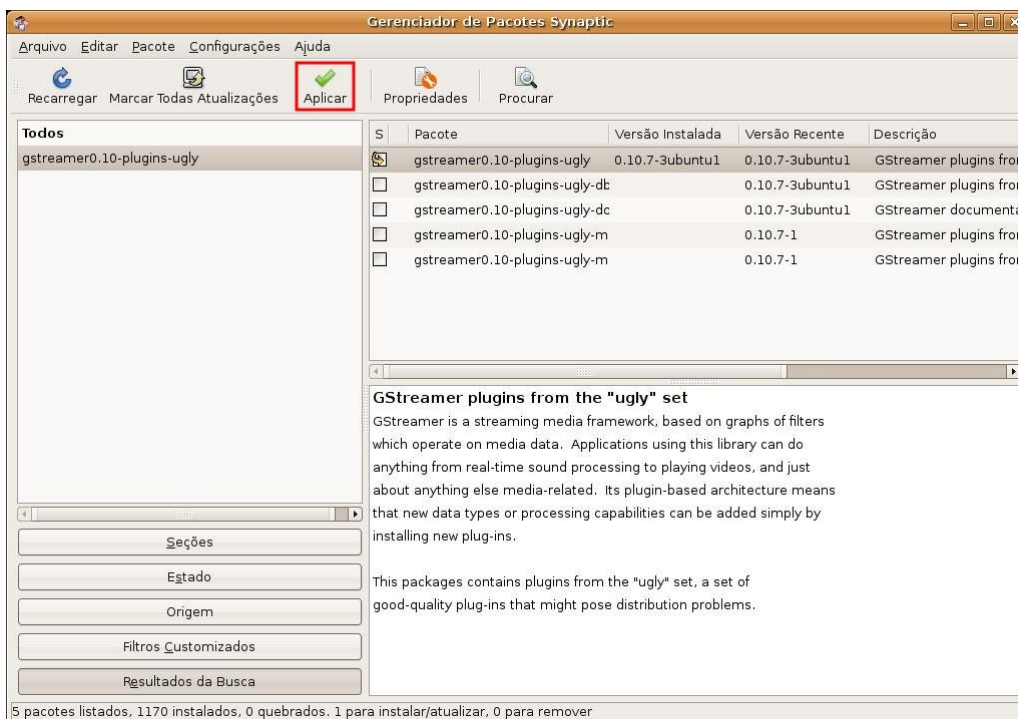 Gerenciador de Pacotes Synaptic
Arquivo Editar Pacote Configurações Ajuda
Recarregar Marcar Todas Atualizações Aplicar Propriedades Procurar
Todos
gstreamer0.10-plugins-ugly
S Pacote Versão Instalada Versão Recente Descrição
gstreamer0.10-plugins-ugly 0.10.7-3ubuntu1 0.10.7-3ubuntu1 GStreamer plugins fro
gstreamer0.10-plugins-ugly-db 0.10.7-3ubuntu1 GStreamer plugins fro
gstreamer0.10-plugins-ugly-dc 0.10.7-3ubuntu1 GStreamer documenta
gstreamer0.10-plugins-ugly-m 0.10.7-1 GStreamer plugins fro
gstreamer0.10-plugins-ugly-m 0.10.7-1 GStreamer plugins fro
GStreamer plugins from the "ugly" set
GStreamer is a streaming media framework, based on graphs of filters
which operate on media data. Applications using this library can do
anything from real-time sound processing to playing videos, and just
about anything else media-related. Its plugin-based architecture means
that new data types or processing capabilities can be added simply by
installing new plug-ins.
This packages contains plugins from the "ugly" set, a set of
good-quality plug-ins that might pose distribution problems.
Seções
Estado
Origem
Filtros Customizados
Resultados da Busca
5 pacotes listados, 1170 instalados, 0 quebrados. 1 para instalar/atualizar, 0 para remover